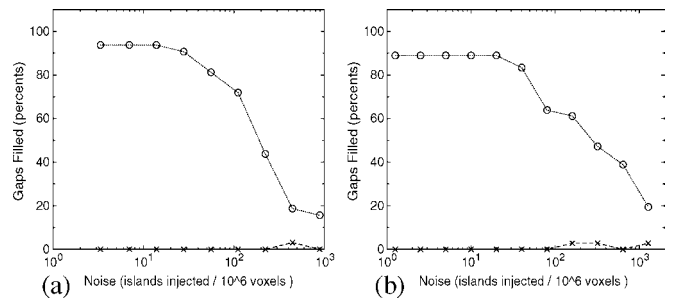 100
80
60
40
20
0
Gaps Filled (percents)
10^0 10^1 10^2 10^3
(a) Noise (islands injected / 10^6 voxels )
100
80
60
40
20
0
Gaps Filled (percents)
10^0 10^1 10^2 10^3
(b) Noise (islands injected / 10^6 voxels )